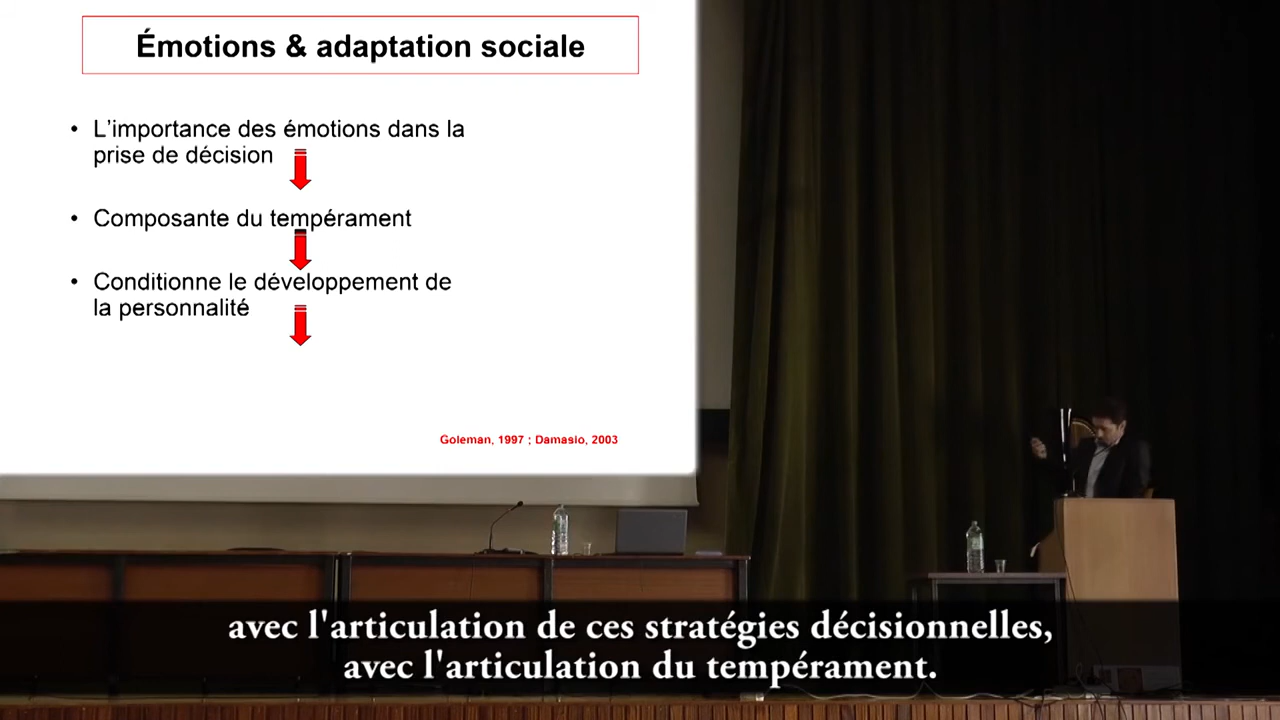 Émotions & adaptation sociale
• L’importance des émotions dans la
prise de décision
• Composante du tempérament
• Conditionne le développement de
la personnalité
Goleman, 1997 ; Damasio, 2003
avec l'articulation de ces stratégies décisionnelles,
avec l'articulation du tempérament.